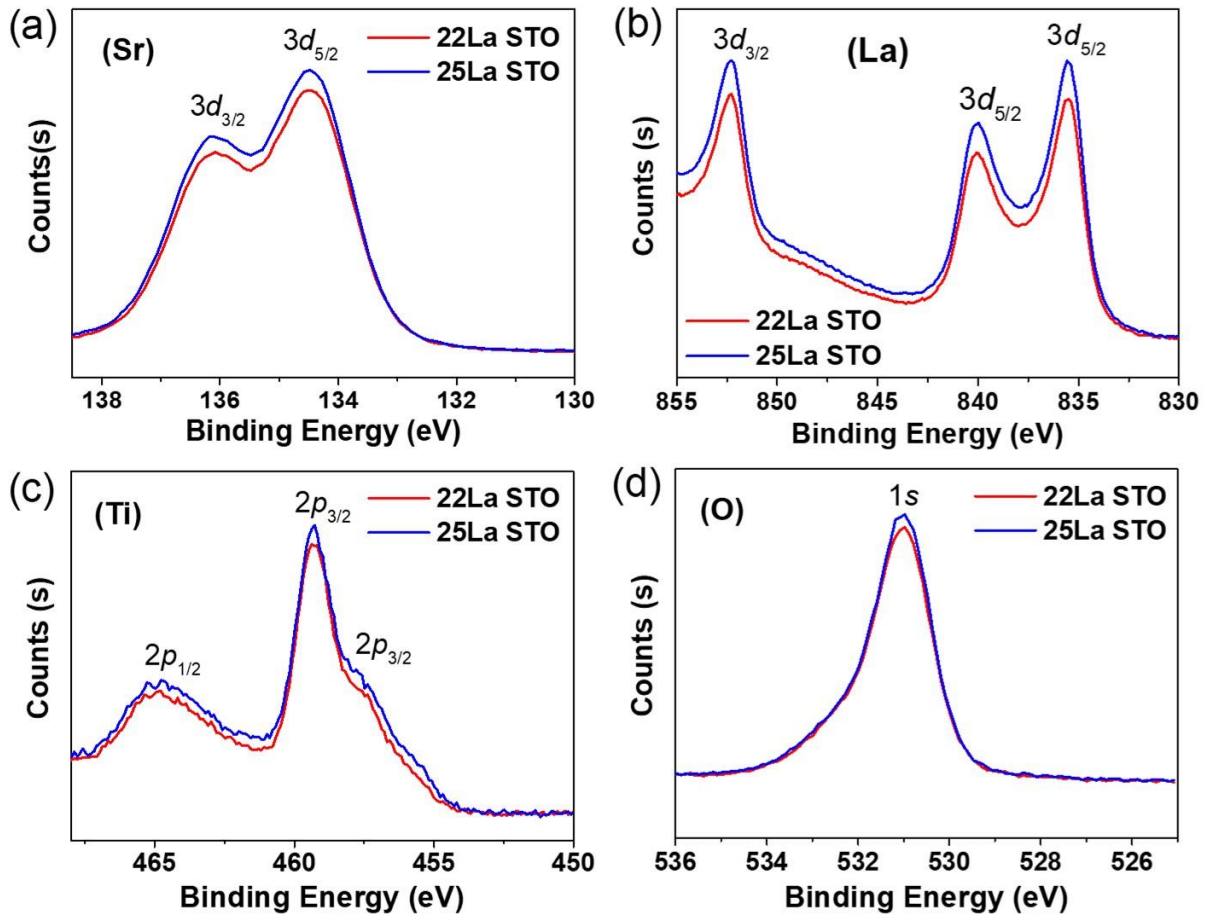 (a)
(Sr)
3d3/2
3d5/2
22La STO
25La STO
Counts(s)
138 136 134 132 130
Binding Energy (eV)
(b)
3d3/2
(La)
3d5/2
3d5/2
22La STO
25La STO
Counts (s)
855 850 845 840 835 830
Binding Energy (eV)
(c)
(Ti)
2p1/2
2p3/2
2p3/2
22La STO
25La STO
Counts (s)
465 460 455 450
Binding Energy (eV)
(d)
(O)
1s
22La STO
25La STO
Counts (s)
536 534 532 530 528 526
Binding Energy (eV)